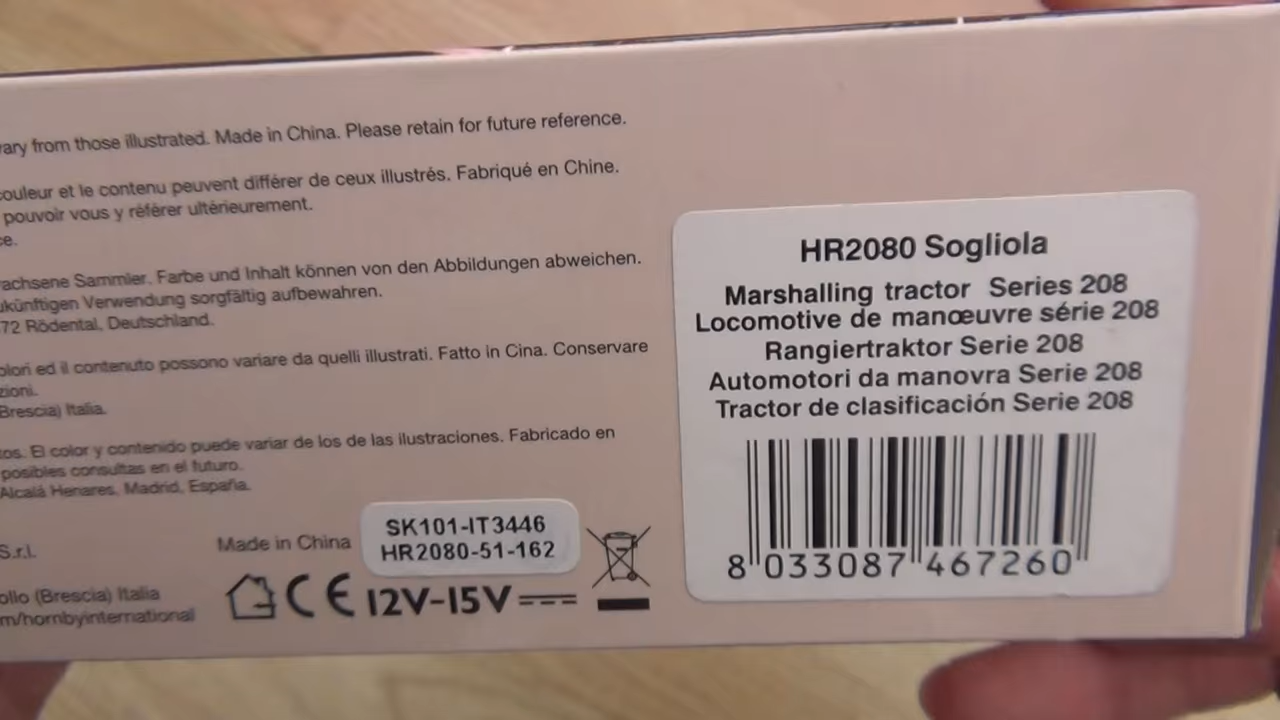 vary from those illustrated. Made in China. Please retain for future reference.
couleur et le contenu peuvent différer de ceux illustrés. Fabriqué en Chine.
pouvoir vous y référer ultérieurement.
ce.
achsene Sammler. Farbe und Inhalt können von den Abbildungen abweichen.
ukünftigen Verwendung sorgfältig aufbewahren.
72 Rödental, Deutschland.
olori ed il contenuto possono variare da quelli illustrati. Fatto in Cina. Conservare
zioni.
Brescia) Italia.
tos. El color y contenido puede variar de los de las ilustraciones. Fabricado en
posibles consultas en el futuro.
Alcalá Henares, Madrid, España.
S.r.l.
ollo (Brescia) Italia
m/hornbyinternational
Made in China
SK101-IT3446
HR2080-51-162
CE 12V-15V
HR2080 Sogliola
Marshalling tractor Series 208
Locomotive de manœuvre série 208
Rangiertraktor Serie 208
Automotori da manovra Serie 208
Tractor de clasificación Serie 208
8 033087 467260